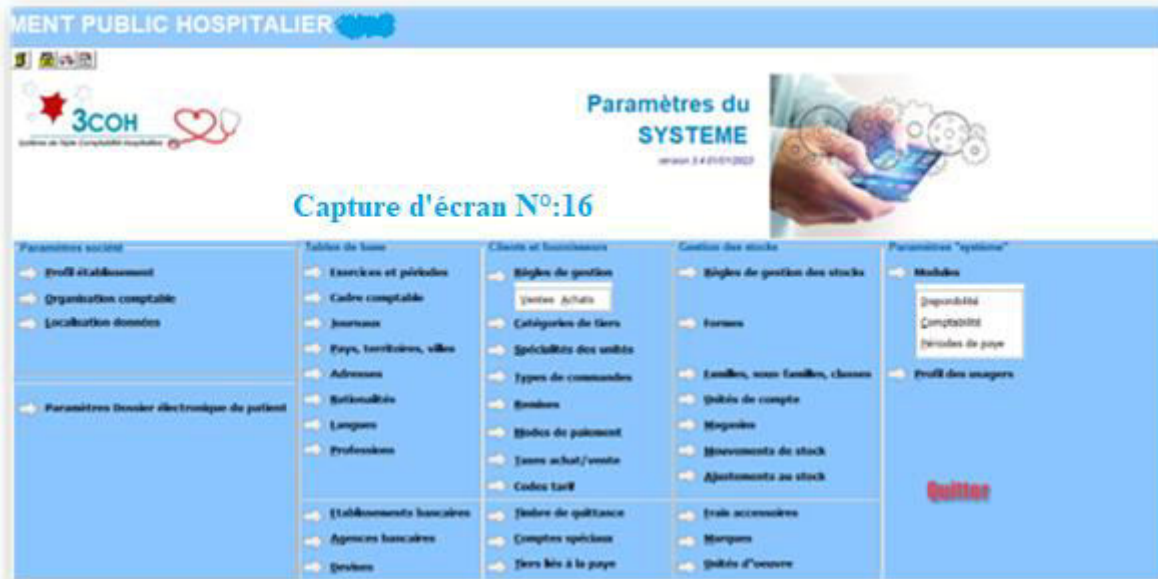 MENT PUBLIC HOSPITALIER
3COH
Paramètres du
SYSTEME
version 3.4 01/01/2023
Capture d'écran N°:16
Paramètres société
Profil établissement
Organisation comptable
Localisation données
Paramètres Dossier électronique du patient
Tables de base
Exercices et périodes
Cadre comptable
Journaux
Pays, territoires, villes
Adresses
Nationalités
Langues
Professions
Etablissements bancaires
Agences bancaires
Devises
Clients et fournisseurs
Règles de gestion
Ventes Achats
Catégories de tiers
Spécialités des unités
Types de commandes
Remises
Modes de paiement
Taxes achat/vente
Codes tarif
Timbre de quittance
Comptes spéciaux
Tiers liés à la paye
Gestion des stocks
Règles de gestion des stocks
Formes
Familles, sous-familles, classes
Unités de compte
Magasins
Mouvements de stock
Ajustements au stock
Frais accessoires
Marques
Unités d"oeuvre
Paramètres "système"
Modules
Disponibilité
Comptabilité
Périodes de paye
Profil des usagers
Quitter